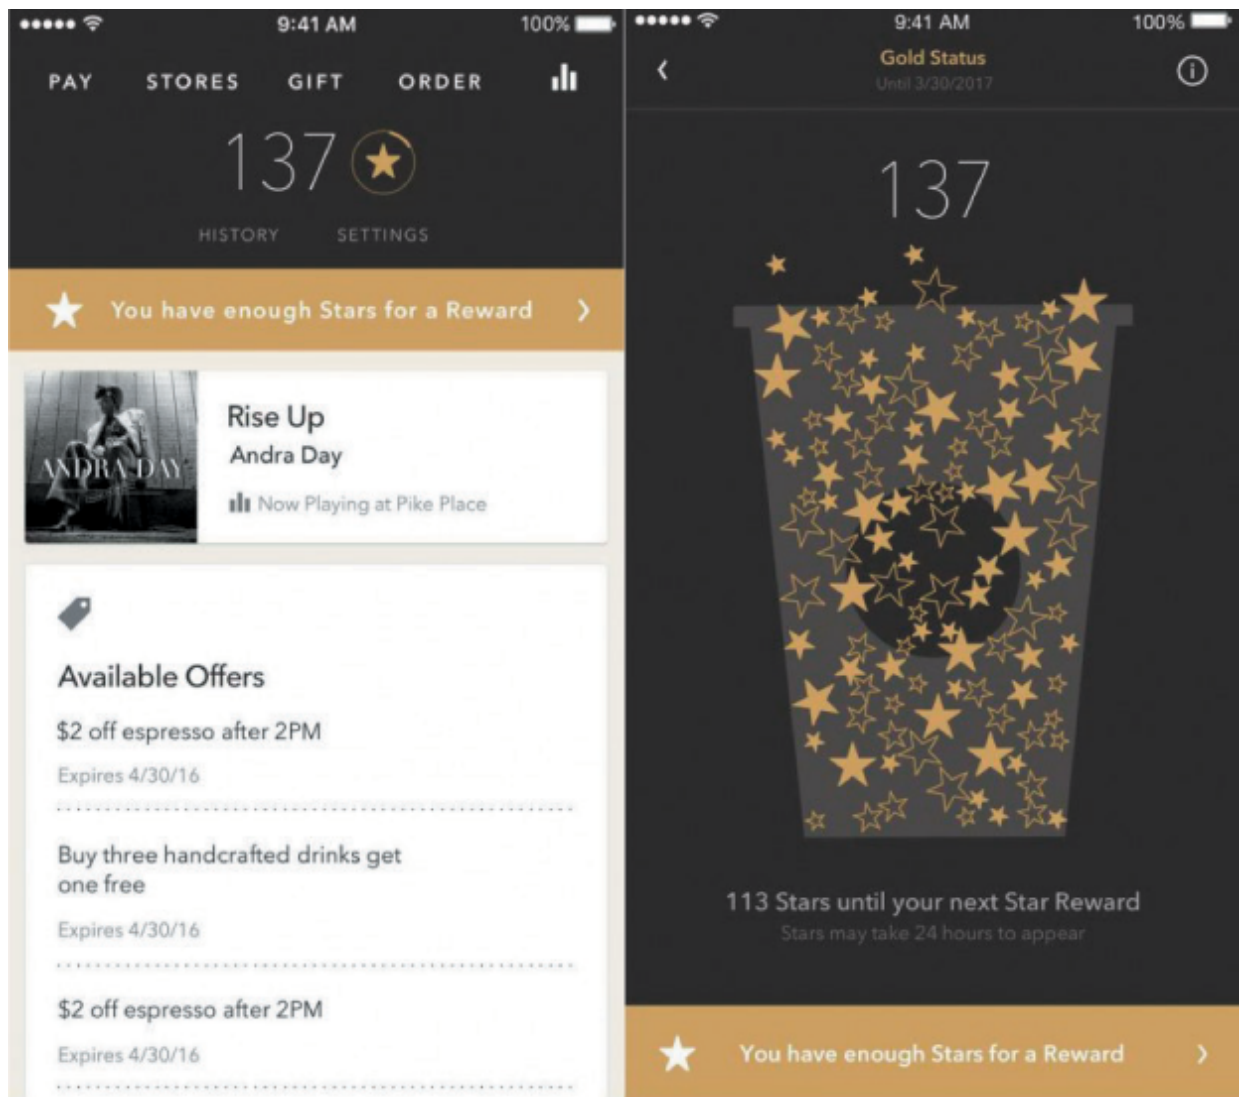 9:41 AM
100%
PAY STORES GIFT ORDER
137
HISTORY SETTINGS
You have enough Stars for a Reward
ANDRA DAY
Rise Up
Andra Day
Now Playing at Pike Place
Available Offers
$2 off espresso after 2PM
Expires 4/30/16
Buy three handcrafted drinks get
one free
Expires 4/30/16
$2 off espresso after 2PM
Expires 4/30/16
9:41 AM
100%
Gold Status
Until 3/30/2017
137
113 Stars until your next Star Reward
Stars may take 24 hours to appear
You have enough Stars for a Reward